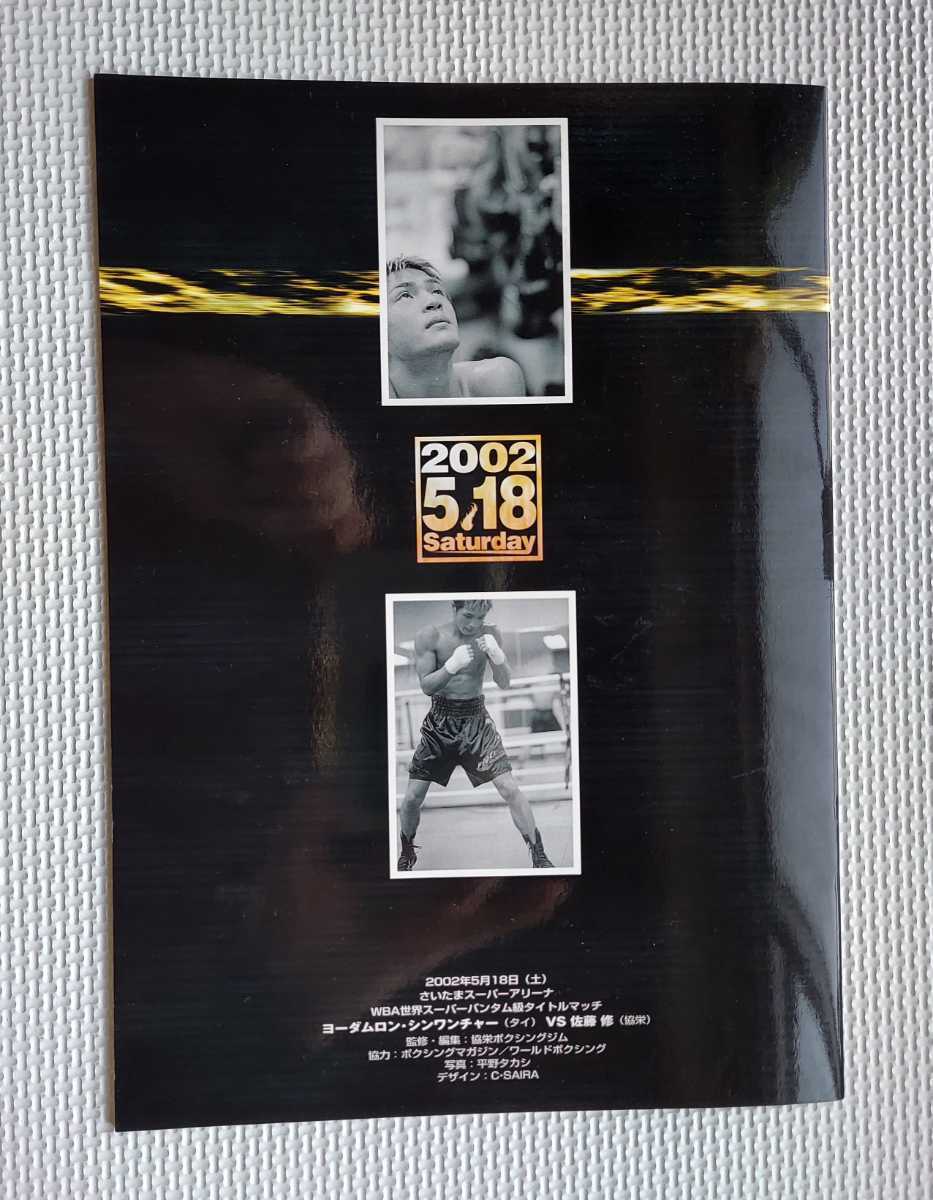 2002
5.18
Saturday
2002年5月18日（土）
さいたまスーパーアリーナ
WBA世界スーパーバンタム級タイトルマッチ
ヨーダムロン・シンワンチャー（タイ） VS 佐藤 修（協栄）
監修・編集：協栄ボクシングジム
協力：ボクシングマガジン／ワールドボクシング
写真：平野タカシ
デザイン：C・SAIRA